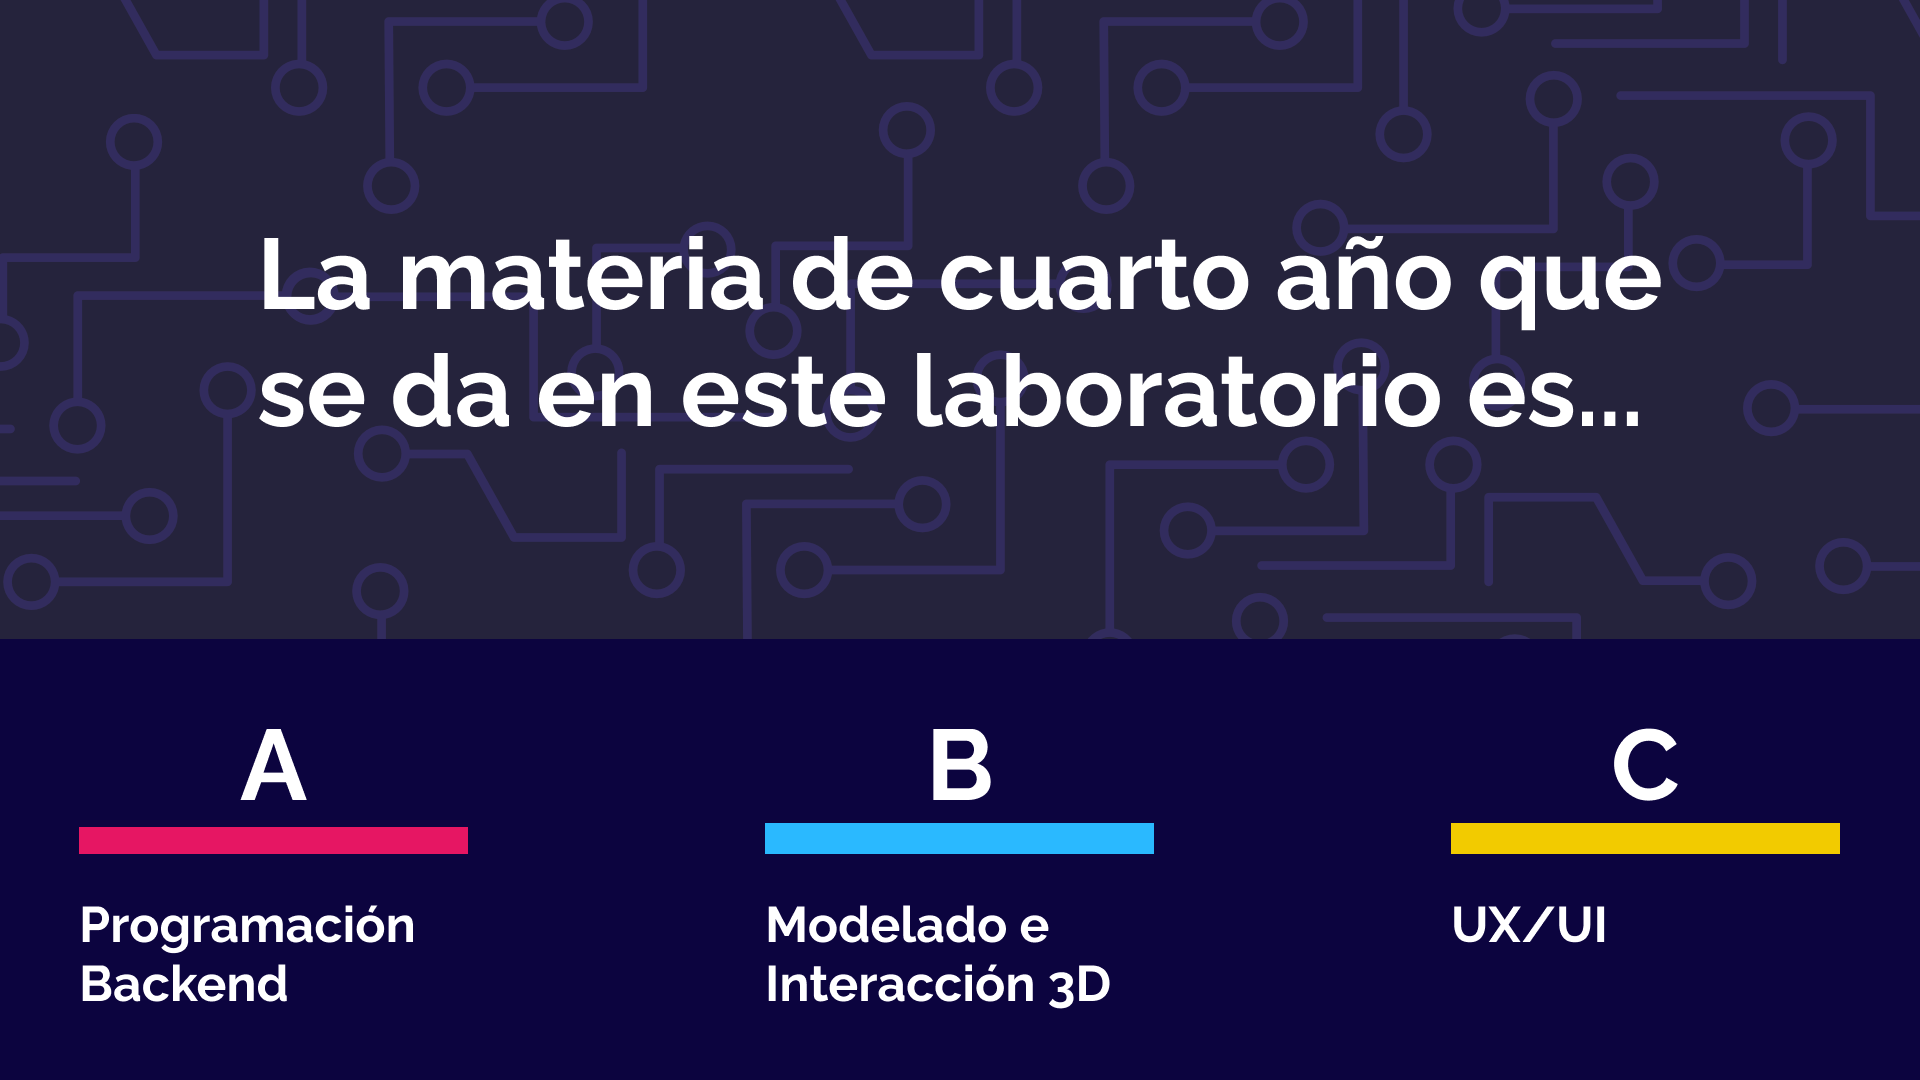 La materia de cuarto año que
se da en este laboratorio es...
A
Programación
Backend
B
Modelado e
Interacción 3D
C
UX/UI